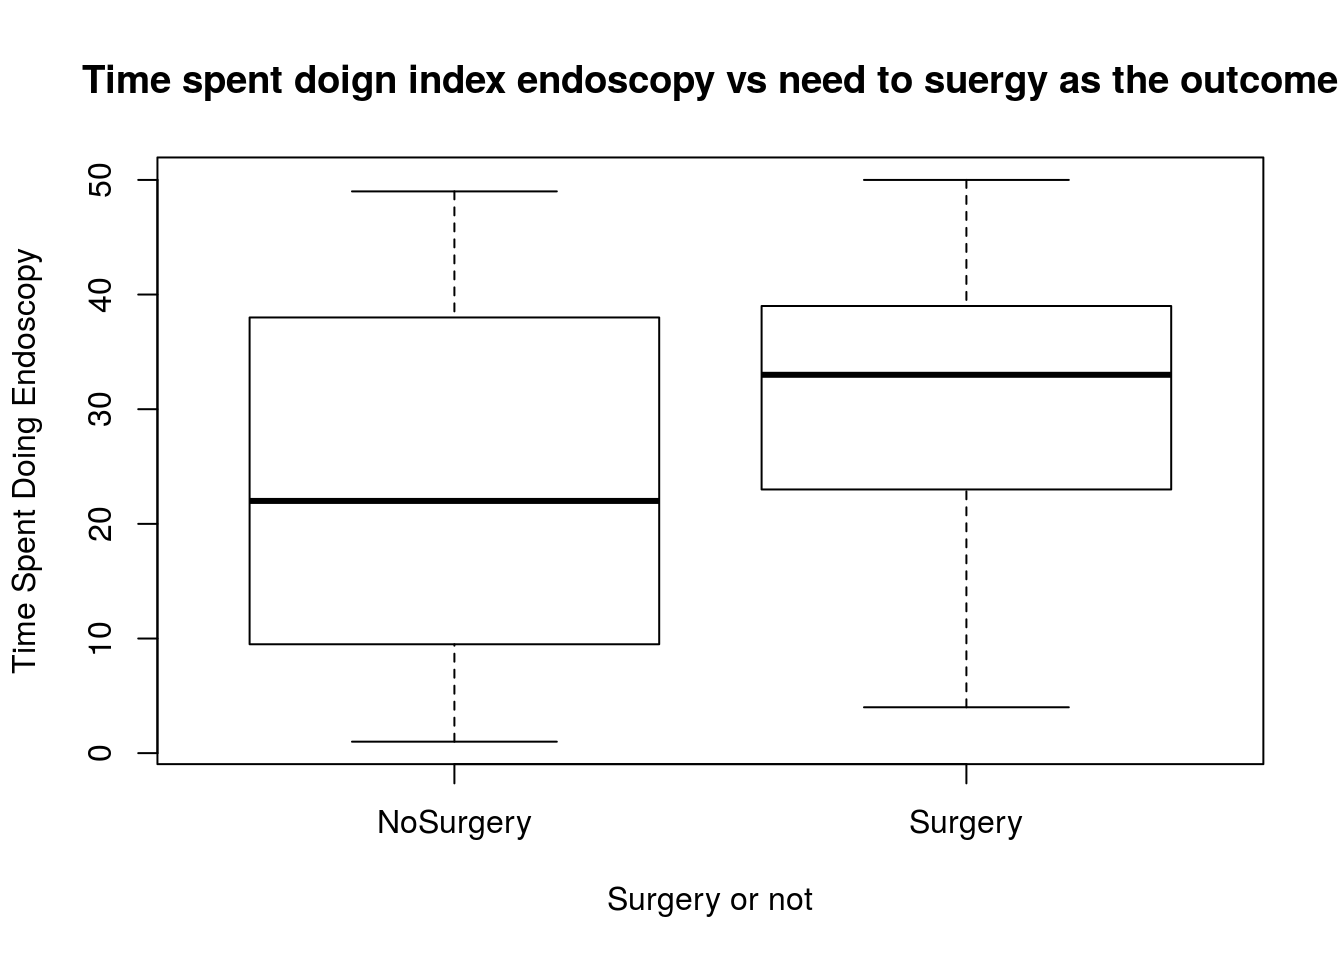 Time spent doign index endoscopy vs need to suergy as the outcome
Time Spent Doing Endoscopy
50
40
30
20
10
0
NoSurgery
Surgery
Surgery or not